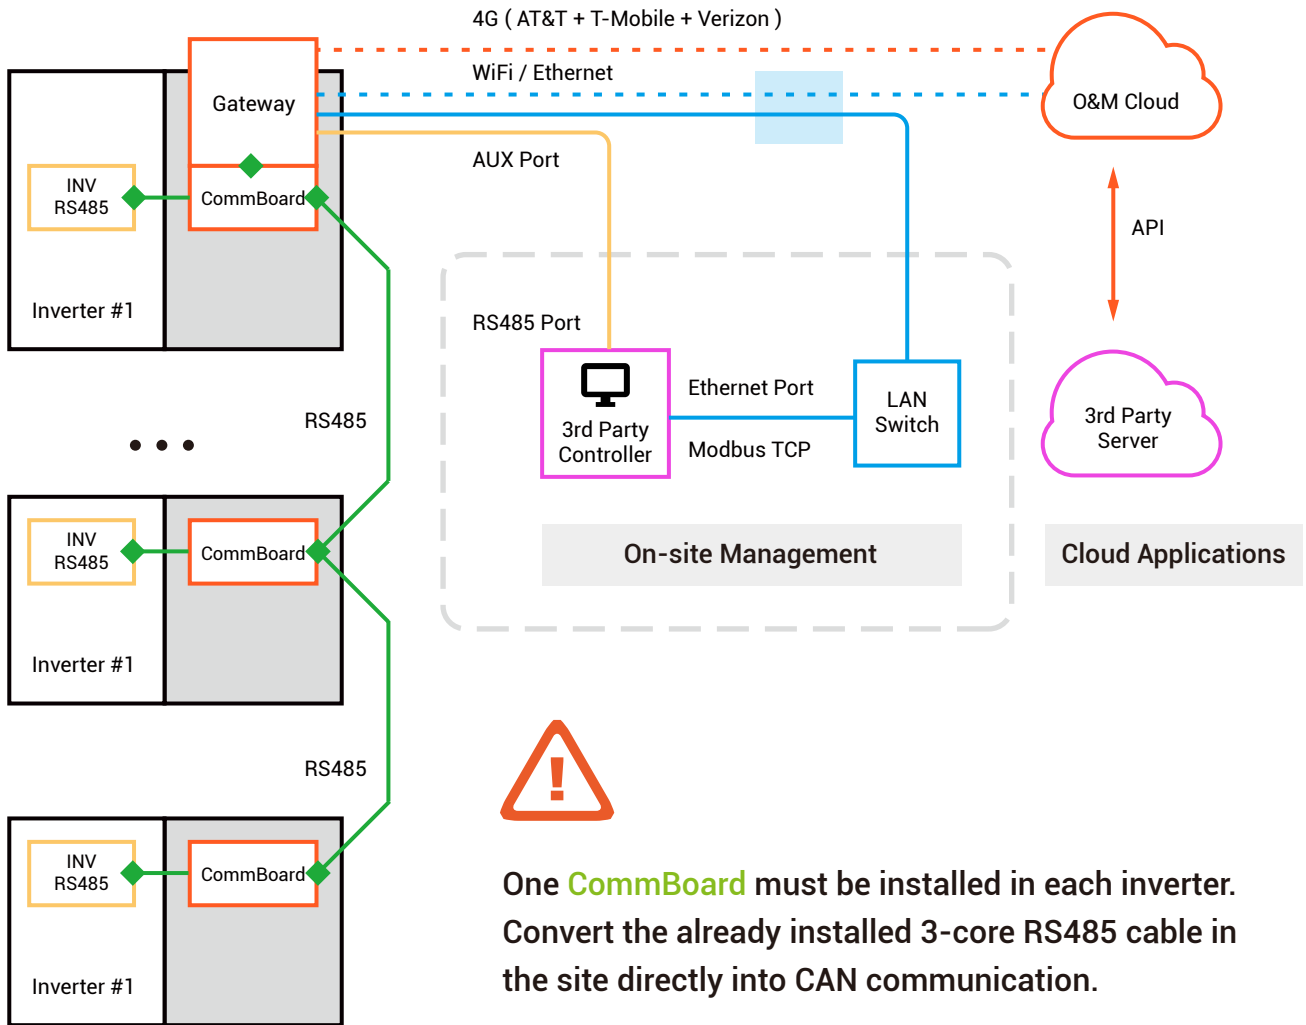 4G ( AT&T + T-Mobile + Verizon )
WiFi / Ethernet
Gateway
O&M Cloud
AUX Port
INV
RS485
CommBoard
API
Inverter #1
RS485 Port
Ethernet Port
LAN
Switch
3rd Party
Controller
Modbus TCP
3rd Party
Server
RS485
INV
RS485
CommBoard
On-site Management
Cloud Applications
Inverter #1
RS485
!
INV
RS485
CommBoard
Inverter #1
One CommBoard must be installed in each inverter.
Convert the already installed 3-core RS485 cable in
the site directly into CAN communication.